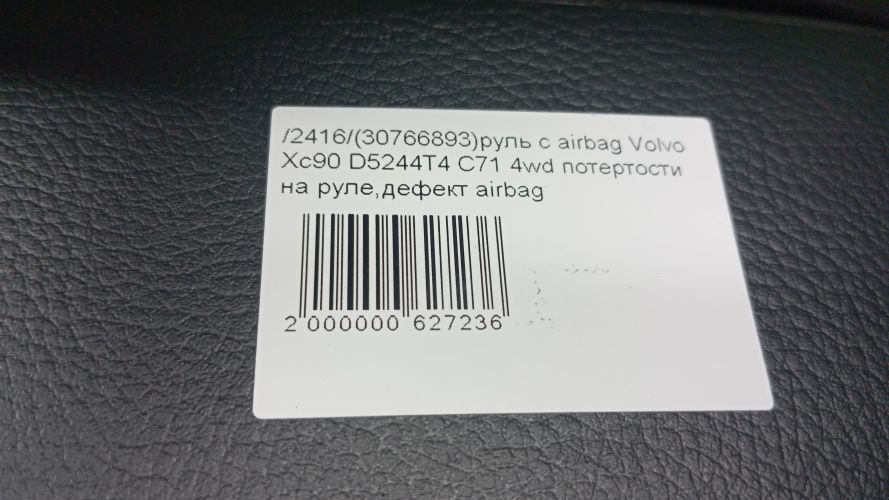 /2416/(30766893)руль с airbag Volvo
Xc90 D5244T4 C71 4wd потертости
на руле,дефект airbag
2 000000 627236